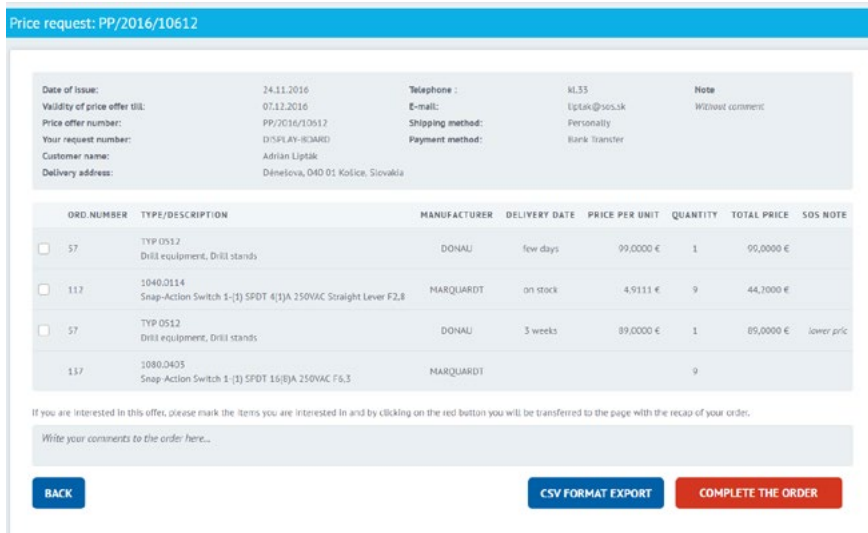 Price request: PP/2016/10612
Date of Issue: 24.11.2016 Telephone : kl.33 Note
Validity of price offer till: 07.12.2016 E-mail: liptak@sos.sk Without comment
Price offer number: PP/2016/10612 Shipping method: Personally
Your request number: DISPLAY-BOARD Payment method: Bank Transfer
Customer name: Adrián Lipták
Delivery address: Dénešova, 040 01 Košice, Slovakia
ORD.NUMBER TYPE/DESCRIPTION MANUFACTURER DELIVERY DATE PRICE PER UNIT QUANTITY TOTAL PRICE SOS NOTE
57 TYP 0512 DONAU few days 99,0000 € 1 99,0000 €
Drill equipment, Drill stands
112 1040.0114 MARQUARDT on stock 4,9111 € 9 44,2000 €
Snap-Action Switch 1-(1) SPDT 4(1)A 250VAC Straight Lever F2,8
57 TYP 0512 DONAU 3 weeks 89,0000 € 1 89,0000 € lower pric
Drill equipment, Drill stands
137 1080.0405 MARQUARDT 9
Snap-Action Switch 1-(1) SPDT 16(8)A 250VAC F6,3
If you are interested in this offer, please mark the items you are interested in and by clicking on the red button you will be transferred to the page with the recap of your order.
Write your comments to the order here...
BACK CSV FORMAT EXPORT COMPLETE THE ORDER